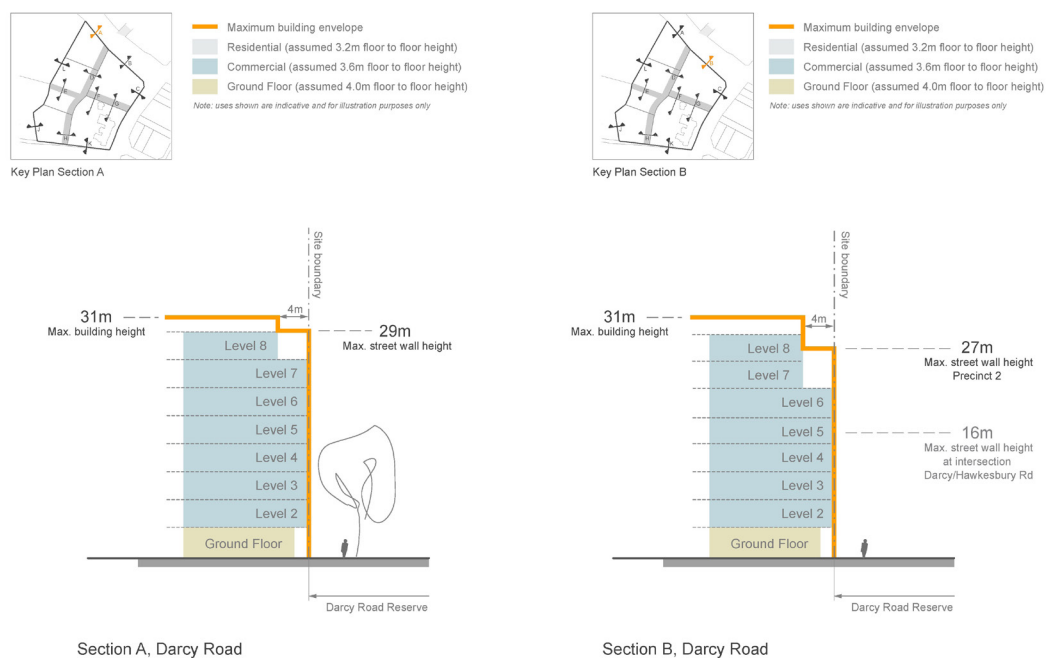 Maximum building envelope
Residential (assumed 3.2m floor to floor height)
Commercial (assumed 3.6m floor to floor height)
Ground Floor (assumed 4.0m floor to floor height)
Note: uses shown are indicative and for illustration purposes only
Key Plan Section A
Maximum building envelope
Residential (assumed 3.2m floor to floor height)
Commercial (assumed 3.6m floor to floor height)
Ground Floor (assumed 4.0m floor to floor height)
Note: uses shown are indicative and for illustration purposes only
Key Plan Section B
Site boundary
31m
Max. building height
4m
29m
Max. street wall height
Level 8
Level 7
Level 6
Level 5
Level 4
Level 3
Level 2
Ground Floor
Darcy Road Reserve
Section A, Darcy Road
Site boundary
31m
Max. building height
4m
27m
Max. street wall height
Precinct 2
16m
Max. street wall height
at intersection
Darcy/Hawkesbury Rd
Level 8
Level 7
Level 6
Level 5
Level 4
Level 3
Level 2
Ground Floor
Darcy Road Reserve
Section B, Darcy Road